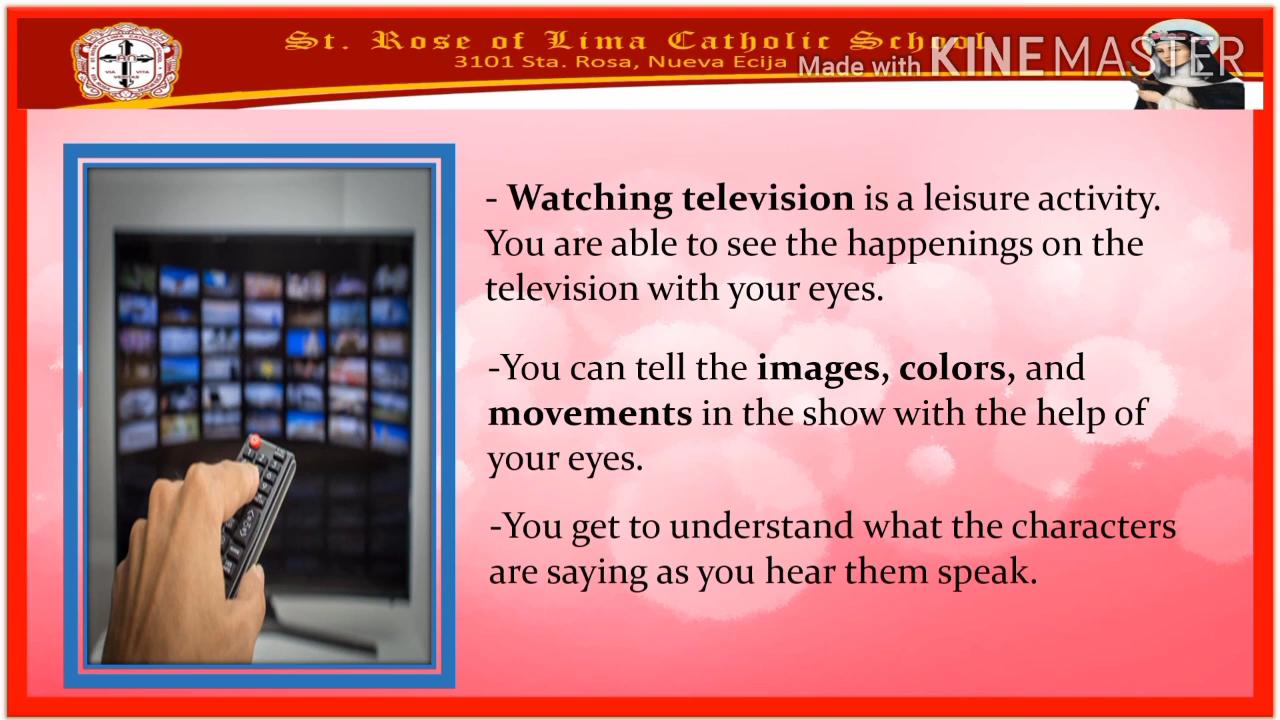 St. Rose of Lima Catholic School
3101 Sta. Rosa, Nueva Ecija
Made with KINEMASTER
- Watching television is a leisure activity.
You are able to see the happenings on the
television with your eyes.
-You can tell the images, colors, and
movements in the show with the help of
your eyes.
-You get to understand what the characters
are saying as you hear them speak.